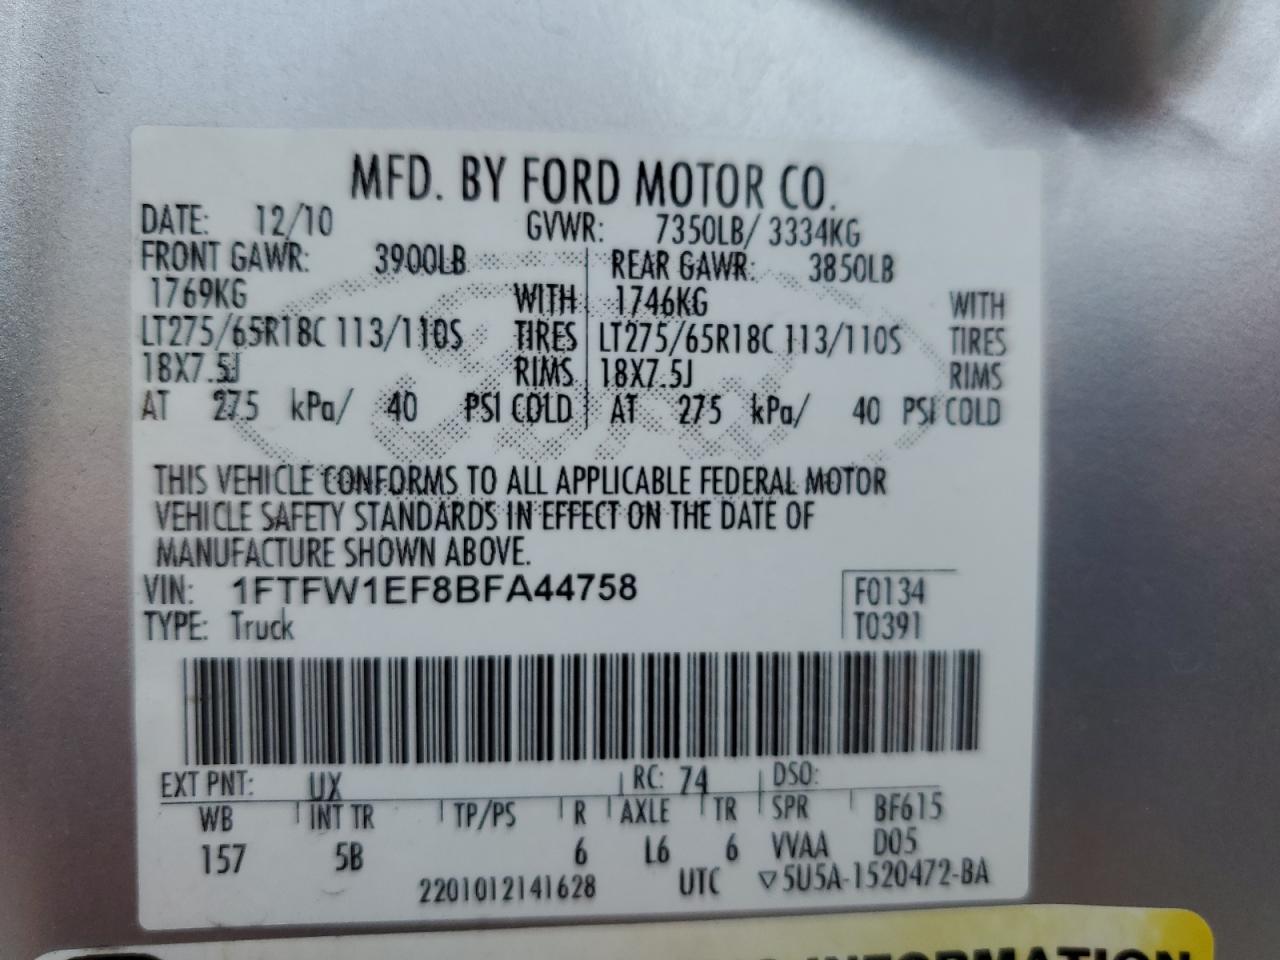 MFD. BY FORD MOTOR CO.
DATE: 12/10 GVWR: 7350LB/ 3334KG
FRONT GAWR: 3900LB REAR GAWR: 3850LB
1769KG WITH 1746KG WITH
LT275/65R18C 113/110S TIRES LT275/65R18C 113/110S TIRES
18X7.5J RIMS 18X7.5J RIMS
AT 275 kPa/ 40 PSI COLD AT 275 kPa/ 40 PSI COLD
THIS VEHICLE CONFORMS TO ALL APPLICABLE FEDERAL MOTOR
VEHICLE SAFETY STANDARDS IN EFFECT ON THE DATE OF
MANUFACTURE SHOWN ABOVE.
VIN: 1FTFW1EF8BFA44758 F0134
TYPE: Truck T0391
EXT PNT: UX RC: 74 DSO:
WB INT TR TP/PS R AXLE TR SPR BF615
157 5B 6 L6 6 VVAA D05
2201012141628 UTC ▽5U5A-1520472-BA
INFORMATION